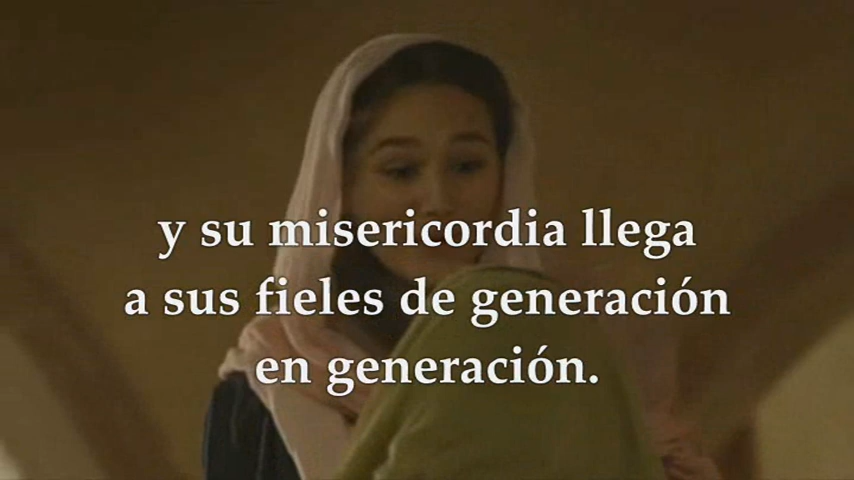 y su misericordia llega
a sus fieles de generación
en generación.